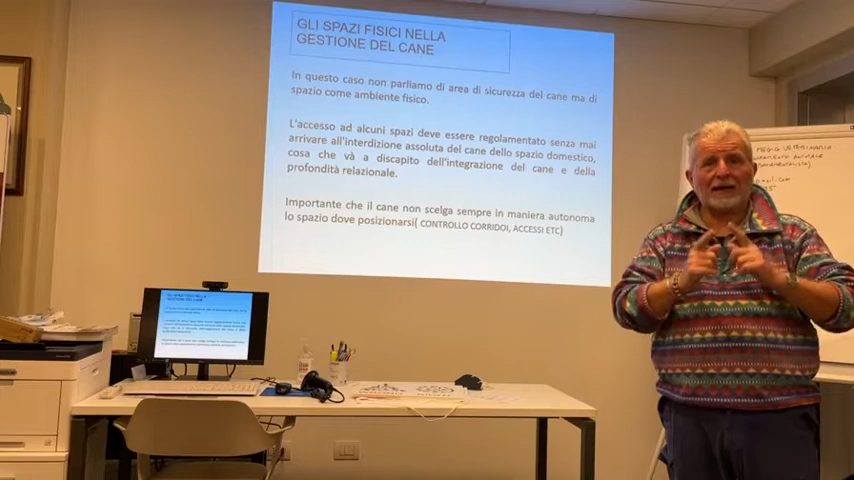 GLI SPAZI FISICI NELLA
GESTIONE DEL CANE
In questo caso non parliamo di area di sicurezza del cane ma di
spazio come ambiente fisico.
L'accesso ad alcuni spazi deve essere regolamentato senza mai
arrivare all'interdizione assoluta del cane dello spazio domestico,
cosa che và a discapito dell'integrazione del cane e della
profondità relazionale.
Importante che il cane non scelga sempre in maniera autonoma
lo spazio dove posizionarsi( CONTROLLO CORRIDOI, ACCESSI ETC)